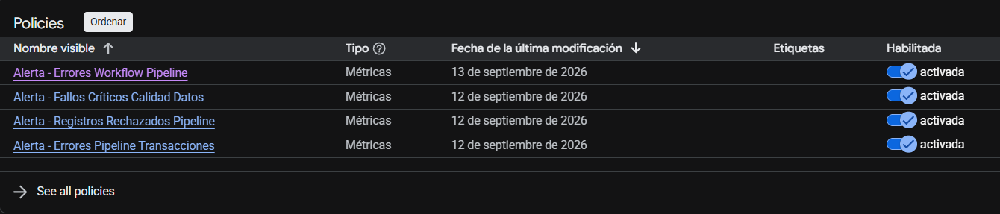 Policies Ordenar
Nombre visible Tipo Fecha de la última modificación Etiquetas Habilitada
Alerta - Errores Workflow Pipeline Métricas 13 de septiembre de 2026 activada
Alerta - Fallos Críticos Calidad Datos Métricas 12 de septiembre de 2026 activada
Alerta - Registros Rechazados Pipeline Métricas 12 de septiembre de 2026 activada
Alerta - Errores Pipeline Transacciones Métricas 12 de septiembre de 2026 activada
See all policies